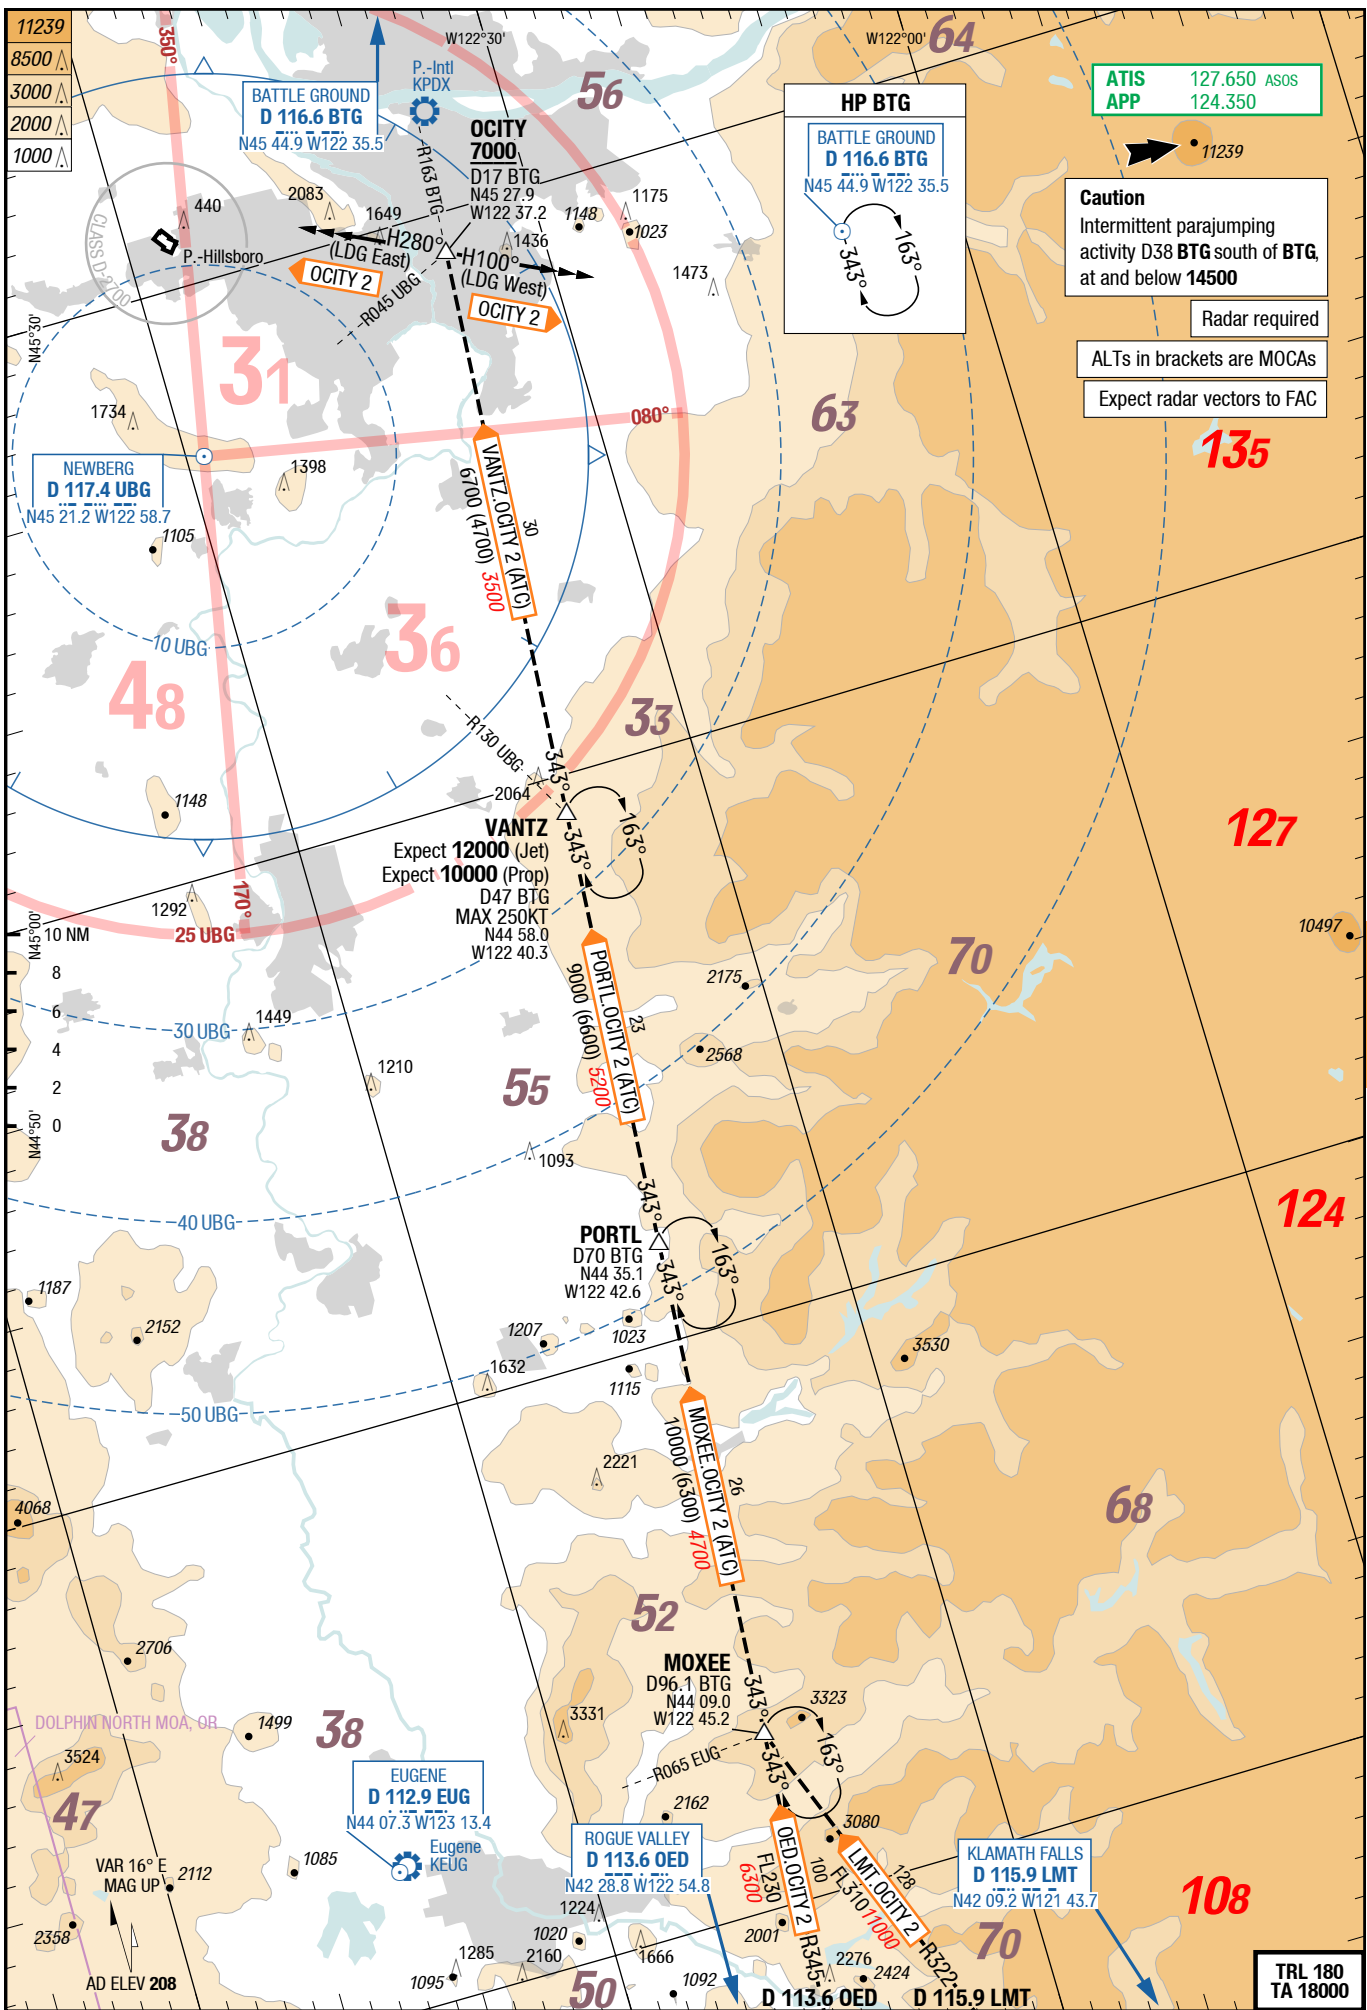 11239
8500
3000
2000
1000
350°
W122°30'
W122°00'
64
56
P.-Intl
KPDX
BATTLE GROUND
D 116.6 BTG
N45 44.9 W122 35.5
OCITY
7000
D17 BTG
N45 27.9
W122 37.2
R163 BTG
HP BTG
BATTLE GROUND
D 116.6 BTG
N45 44.9 W122 35.5
163°
343°
ATIS 127.650 ASOS
APP 124.350
11239
Caution
Intermittent parajumping
activity D38 BTG south of BTG,
at and below 14500
Radar required
ALTs in brackets are MOCAs
Expect radar vectors to FAC
440
CLASS D-2100
P.-Hillsboro
2083
1649
1148
1175
1023
1436
1473
H280°
(LDG East)
OCITY 2
H100°
(LDG West)
OCITY 2
R045 UBG
N45°30'
31
080°
63
135
1734
1398
NEWBERG
D 117.4 UBG
N45 21.2 W122 58.7
1105
VANTZ.OCITY 2 (ATC)
30
6700 (4700) 3500
10 UBG
36
48
33
R130 UBG
343°
2064
1148
VANTZ
Expect 12000 (Jet)
Expect 10000 (Prop)
D47 BTG
MAX 250KT
N44 58.0
W122 40.3
343°
163°
127
170°
1292
25 UBG
N45°00'
10 NM
8
6
4
2
0
N44°50'
10497
70
PORTL.OCITY 2 (ATC)
23
9000 (6600) 5200
2175
2568
30 UBG
1449
1210
55
38
1093
124
343°
40 UBG
PORTL
D70 BTG
N44 35.1
W122 42.6
343°
163°
1187
2152
1207
1023
1632
1115
3530
50 UBG
MOXEE.OCITY 2 (ATC)
26
10000 (6300) 4700
2221
4068
68
52
2706
MOXEE
D96.1 BTG
N44 09.0
W122 45.2
343°
3323
163°
343°
3331
R065 EUG
DOLPHIN NORTH MOA, OR
1499
38
3524
47
EUGENE
D 112.9 EUG
N44 07.3 W123 13.4
Eugene
KEUG
2162
3080
ROGUE VALLEY
D 113.6 OED
N42 28.8 W122 54.8
OED.OCITY 2
100
FL230
6300
R345
LMT.OCITY 2
128
FL310
11000
R322
KLAMATH FALLS
D 115.9 LMT
N42 09.2 W121 43.7
108
70
VAR 16° E
MAG UP
2112
1085
2358
AD ELEV 208
1224
1020
1285
1095
2160
1666
2001
2276
2424
50
1092
D 113.6 OED
D 115.9 LMT
TRL 180
TA 18000